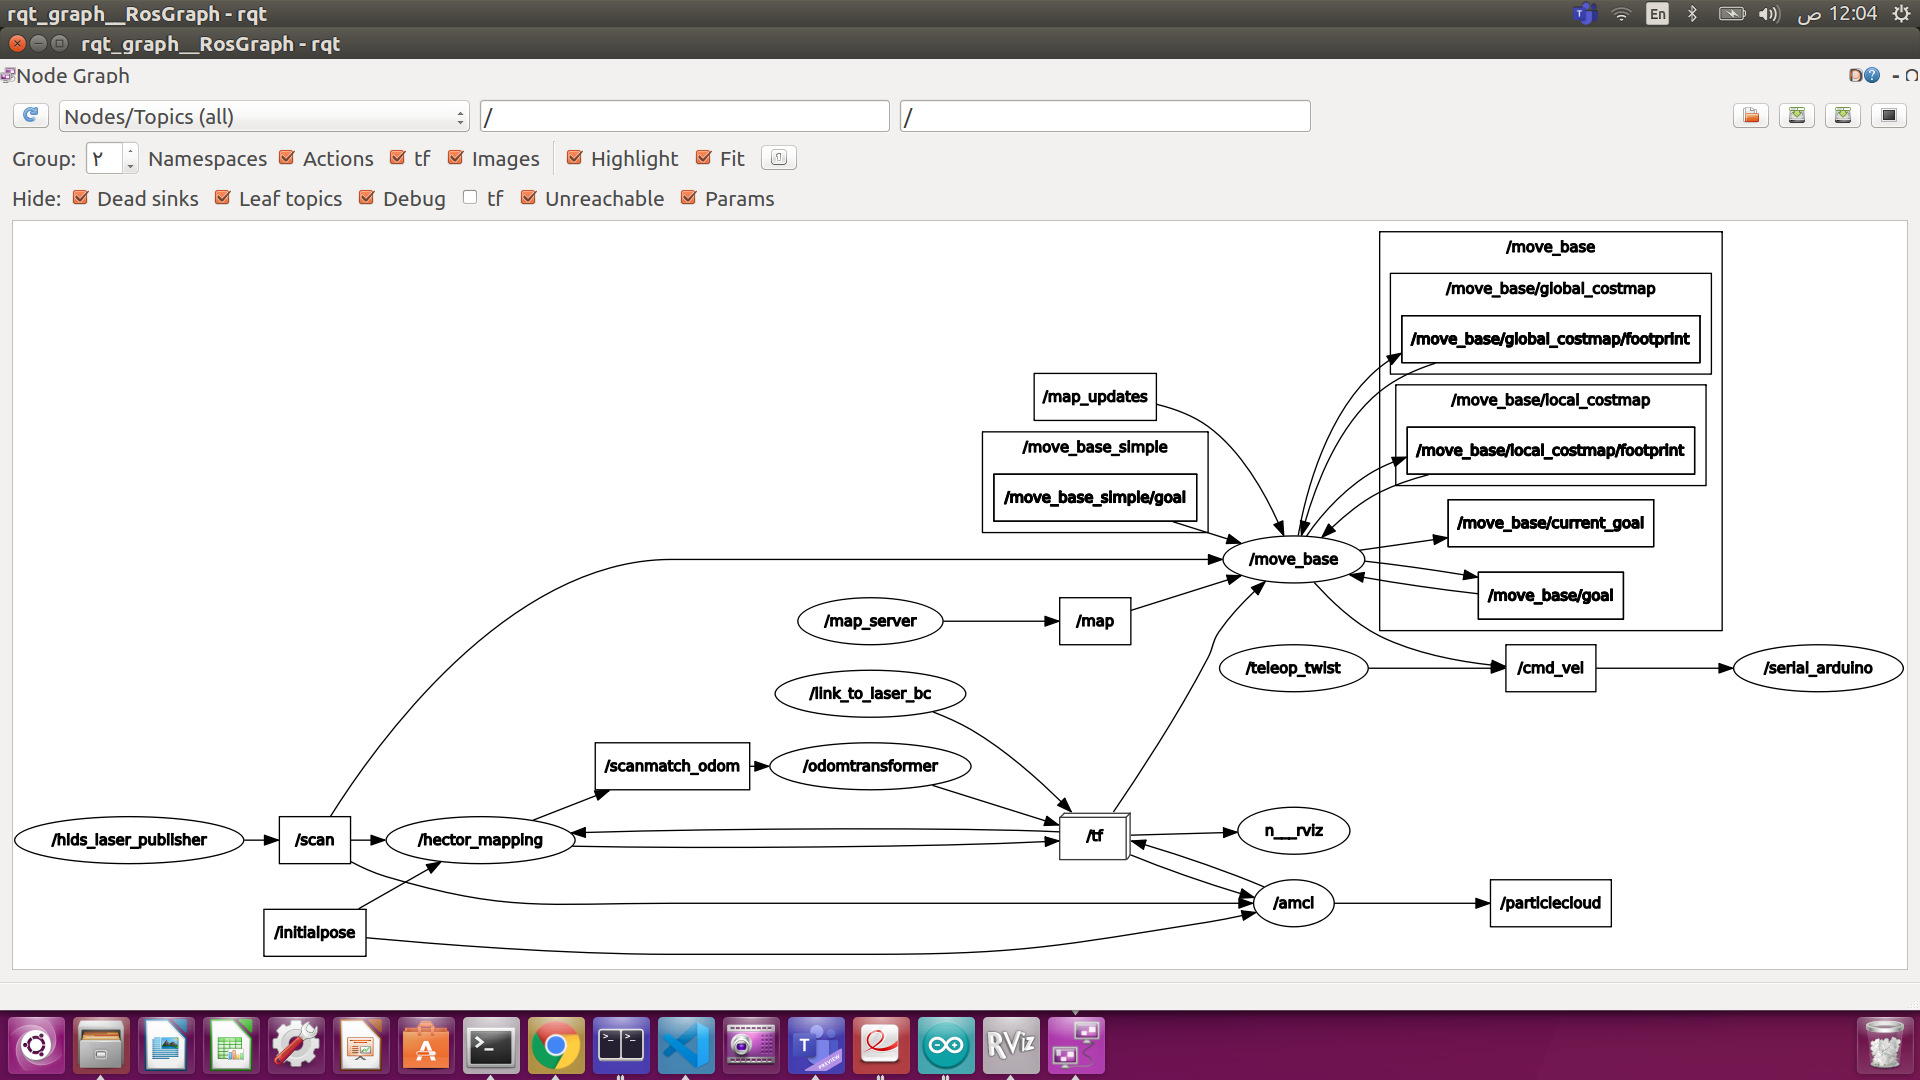 rqt_graph__RosGraph - rqt
En
ص 12:04
rqt_graph__RosGraph - rqt
Node Graph
D
?
- O
Nodes/Topics (all)
/
/
Group: ٢ Namespaces Actions tf Images Highlight Fit
Hide: Dead sinks Leaf topics Debug tf Unreachable Params
/move_base
/move_base/global_costmap
/move_base/global_costmap/footprint
/map_updates
/move_base/local_costmap
/move_base_simple
/move_base/local_costmap/footprint
/move_base_simple/goal
/move_base/current_goal
/move_base
/move_base/goal
/map_server
/map
/teleop_twist
/cmd_vel
/serial_arduino
/link_to_laser_bc
/scanmatch_odom
/odomtransformer
/hlds_laser_publisher
/scan
/hector_mapping
/tf
n___rviz
/amcl
/particlecloud
/initialpose
>_
>_ >_
T
PREVIEW
RViz